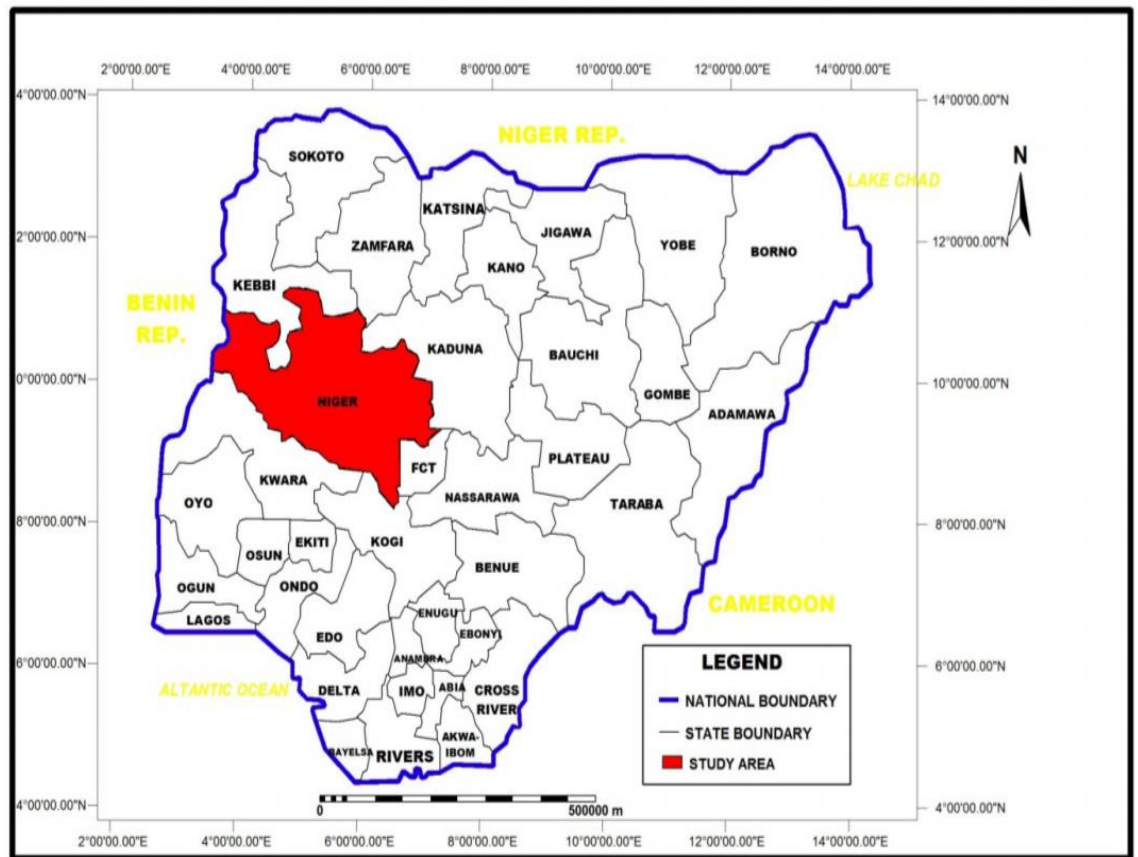 2°00'00.00"E 4°00'00.00"E 6°00'00.00"E 8°00'00.00"E 10°00'00.00"E 12°00'00.00"E 14°00'00.00"E
4°00'00.00"N
14°00'00.00"N
NIGER REP.
N
SOKOTO
LAKE CHAD
KATSINA
JIGAWA
ZAMFARA
YOBE
BORNO
2°00'00.00"N
12°00'00.00"N
KANO
KEBBI
BENIN
REP.
KADUNA
BAUCHI
0°00'00.00"N
10°00'00.00"N
GOMBE
NIGER
ADAMAWA
FCT
PLATEAU
KWARA
NASSARAWA
OYO
TARABA
8°00'00.00"N
8°00'00.00"N
OSUN
EKITI
KOGI
BENUE
OGUN
ONDO
CAMEROON
LAGOS
ENUGU
EDO
EBONYI
6°00'00.00"N
6°00'00.00"N
ANAMBRA
LEGEND
ALTANTIC OCEAN
DELTA
IMO
ABIA
CROSS
RIVER
NATIONAL BOUNDARY
STATE BOUNDARY
AKWA-
IBOM
BAYELSA
RIVERS
STUDY AREA
4°00'00.00"N
4°00'00.00"N
0 500000 m
2°00'00.00"E 4°00'00.00"E 6°00'00.00"E 8°00'00.00"E 10°00'00.00"E 12°00'00.00"E 14°00'00.00"E